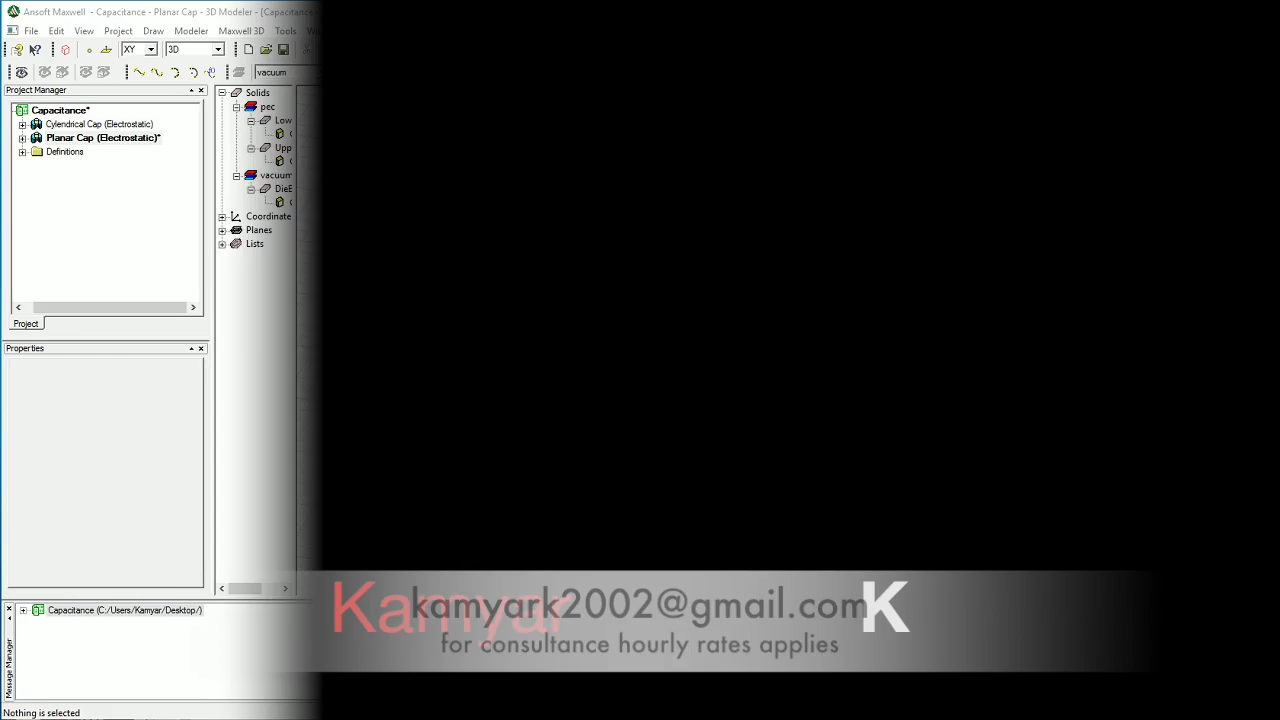 Ansoft Maxwell - Capacitance - Planar Cap - 3D Modeler - [Capacitance
File Edit View Project Draw Modeler Maxwell 3D Tools
XY 3D
vacuum
Project Manager
Capacitance*
Cylendrical Cap (Electrostatic)
Planar Cap (Electrostatic)*
Definitions
Project
Properties
Solids
pec
Low
Upp
vacuum
DieE
Coordinate
Planes
Lists
Capacitance (C:/Users/Kamyar/Desktop/)
Message Manager
Nothing is selected
Kamyar K
kamyark2002@gmail.com
for consultance hourly rates applies